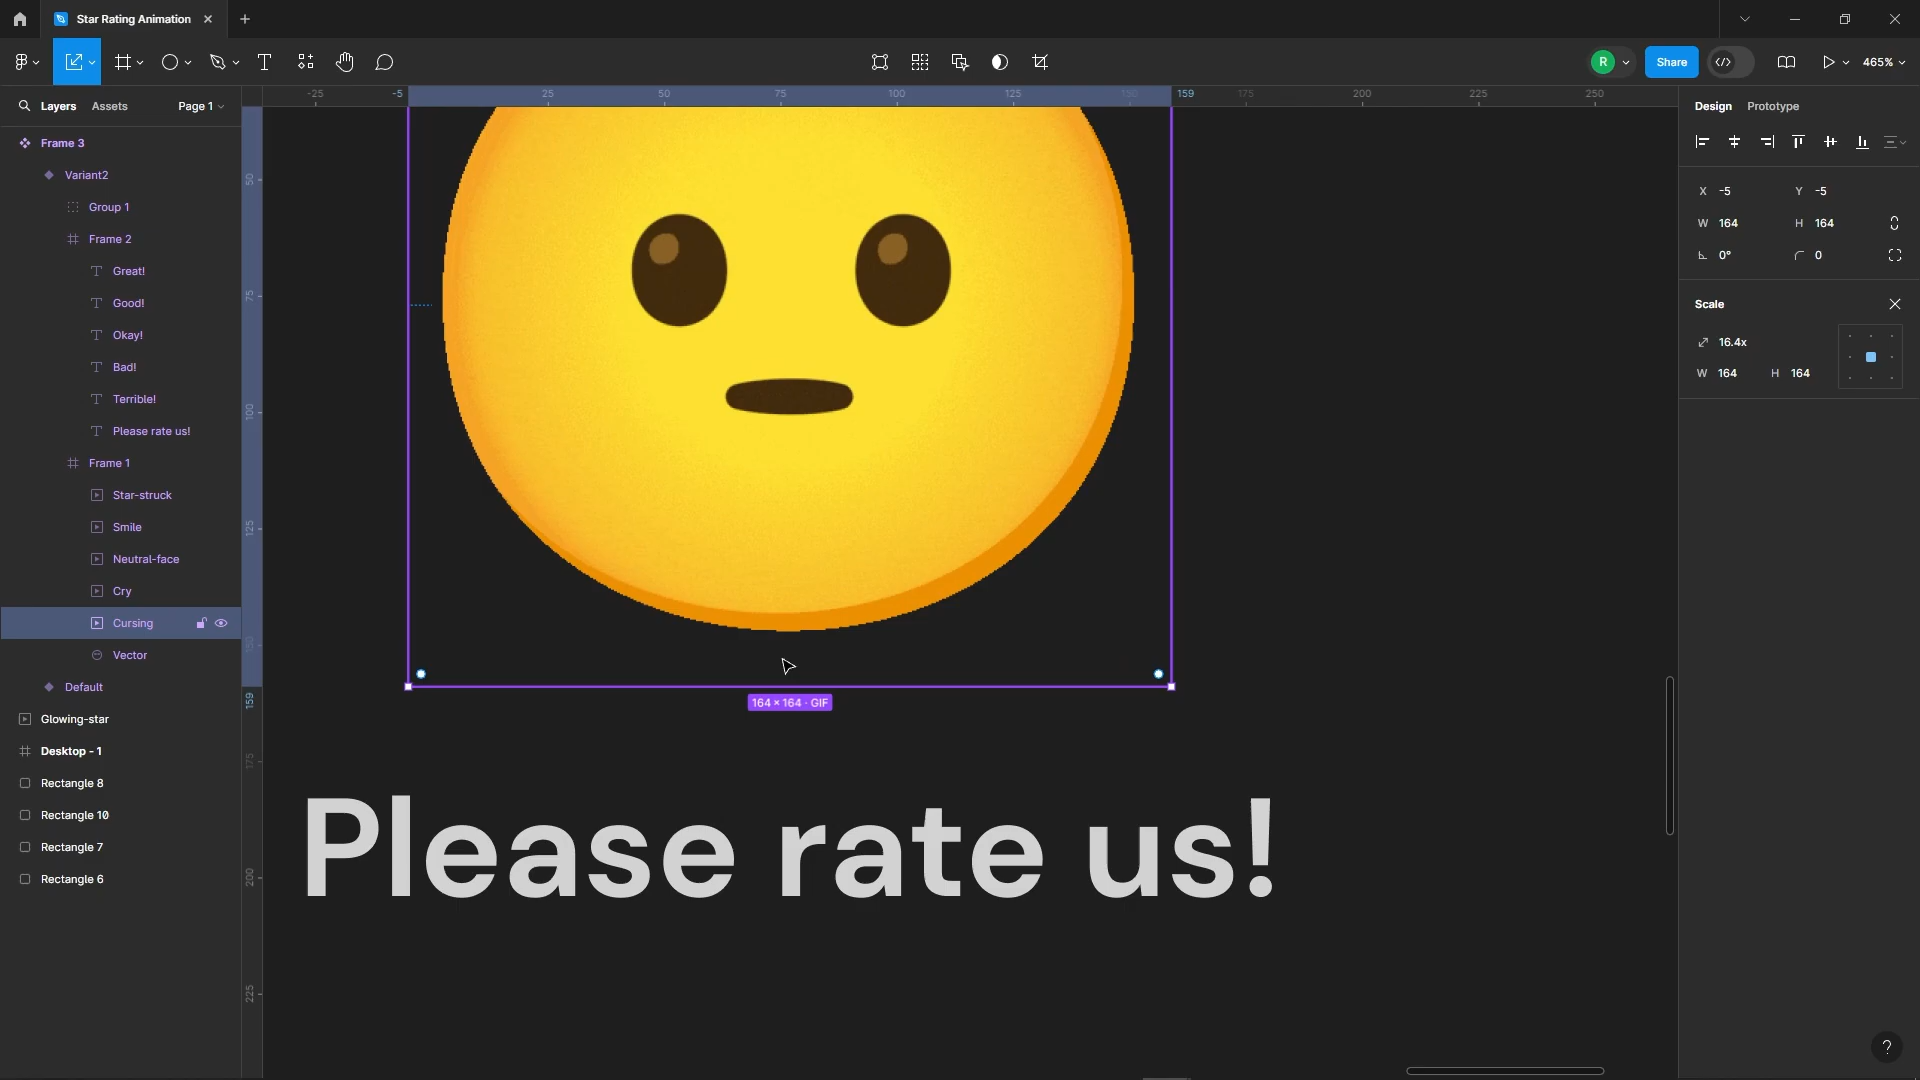 Star Rating Animation
R
Share
465%
Layers
Assets
Page 1
-25
-5
25
50
75
100
125
150
159
175
200
225
250
Design
Prototype
Frame 3
Variant2
Group 1
Frame 2
Great!
Good!
Okay!
Bad!
Terrible!
Please rate us!
Frame 1
Star-struck
Smile
Neutral-face
Cry
Cursing
Vector
Default
Glowing-star
Desktop - 1
Rectangle 8
Rectangle 10
Rectangle 7
Rectangle 6
50
75
100
125
150
159
175
200
225
X -5 Y -5
W 164 H 164
0° 0
Scale
16.4x
W 164 H 164
164 × 164 · GIF
Please rate us!
?